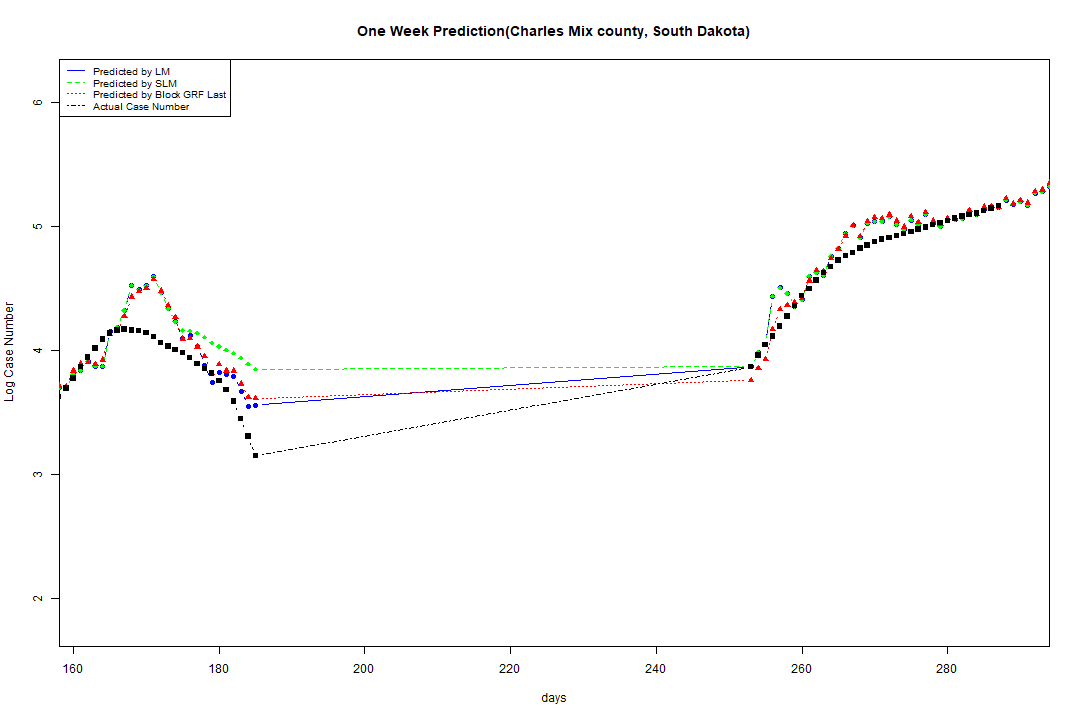 One Week Prediction(Charles Mix county, South Dakota)
Predicted by LM
Predicted by SLM
Predicted by Block GRF Last
Actual Case Number
6
5
4
3
2
Log Case Number
160 180 200 220 240 260 280
days